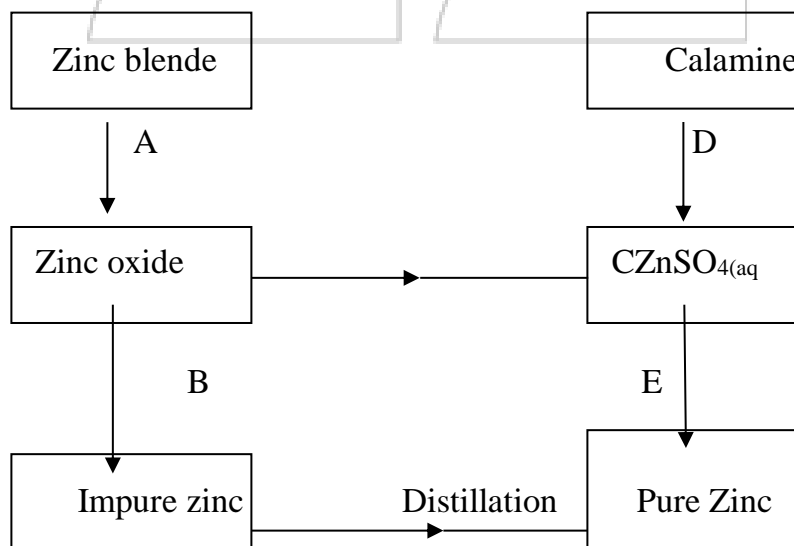 Zinc blende Calamine
A D
Zinc oxide CZnSO4(aq
B E
Impure zinc Distillation Pure Zinc